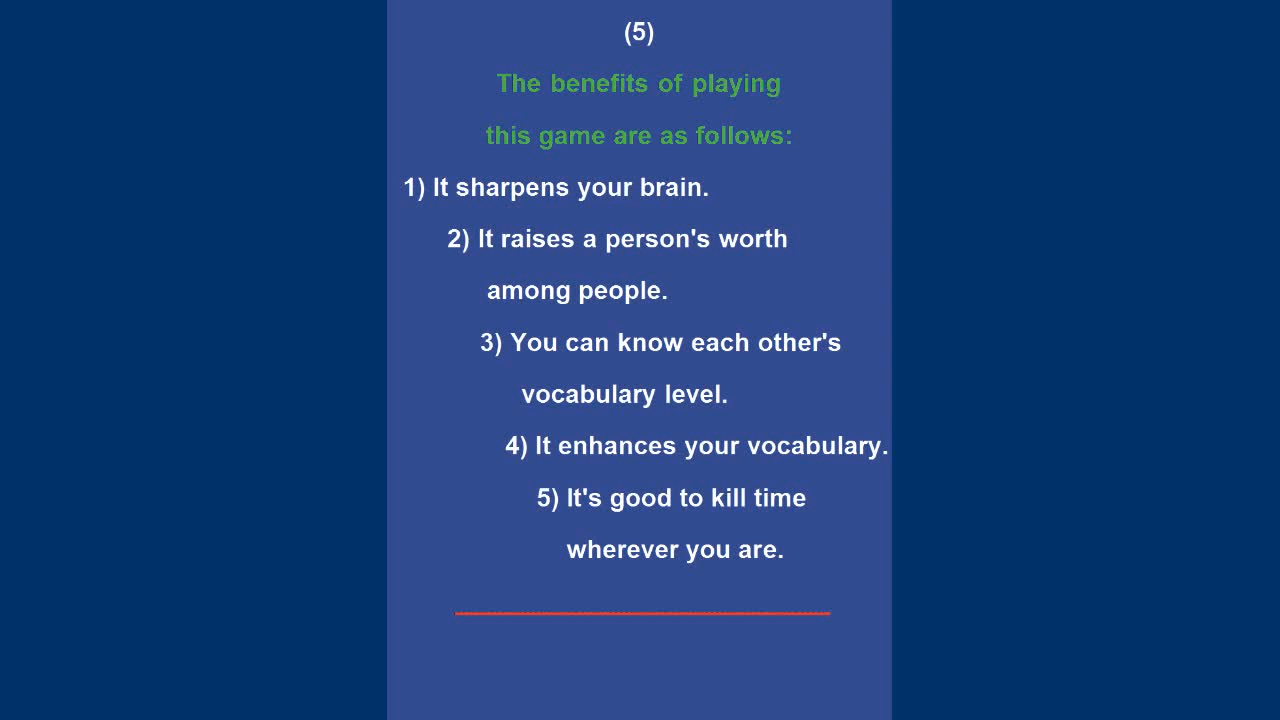 (5)
The benefits of playing
this game are as follows:
1) It sharpens your brain.
2) It raises a person's worth
among people.
3) You can know each other's
vocabulary level.
4) It enhances your vocabulary.
5) It's good to kill time
wherever you are.